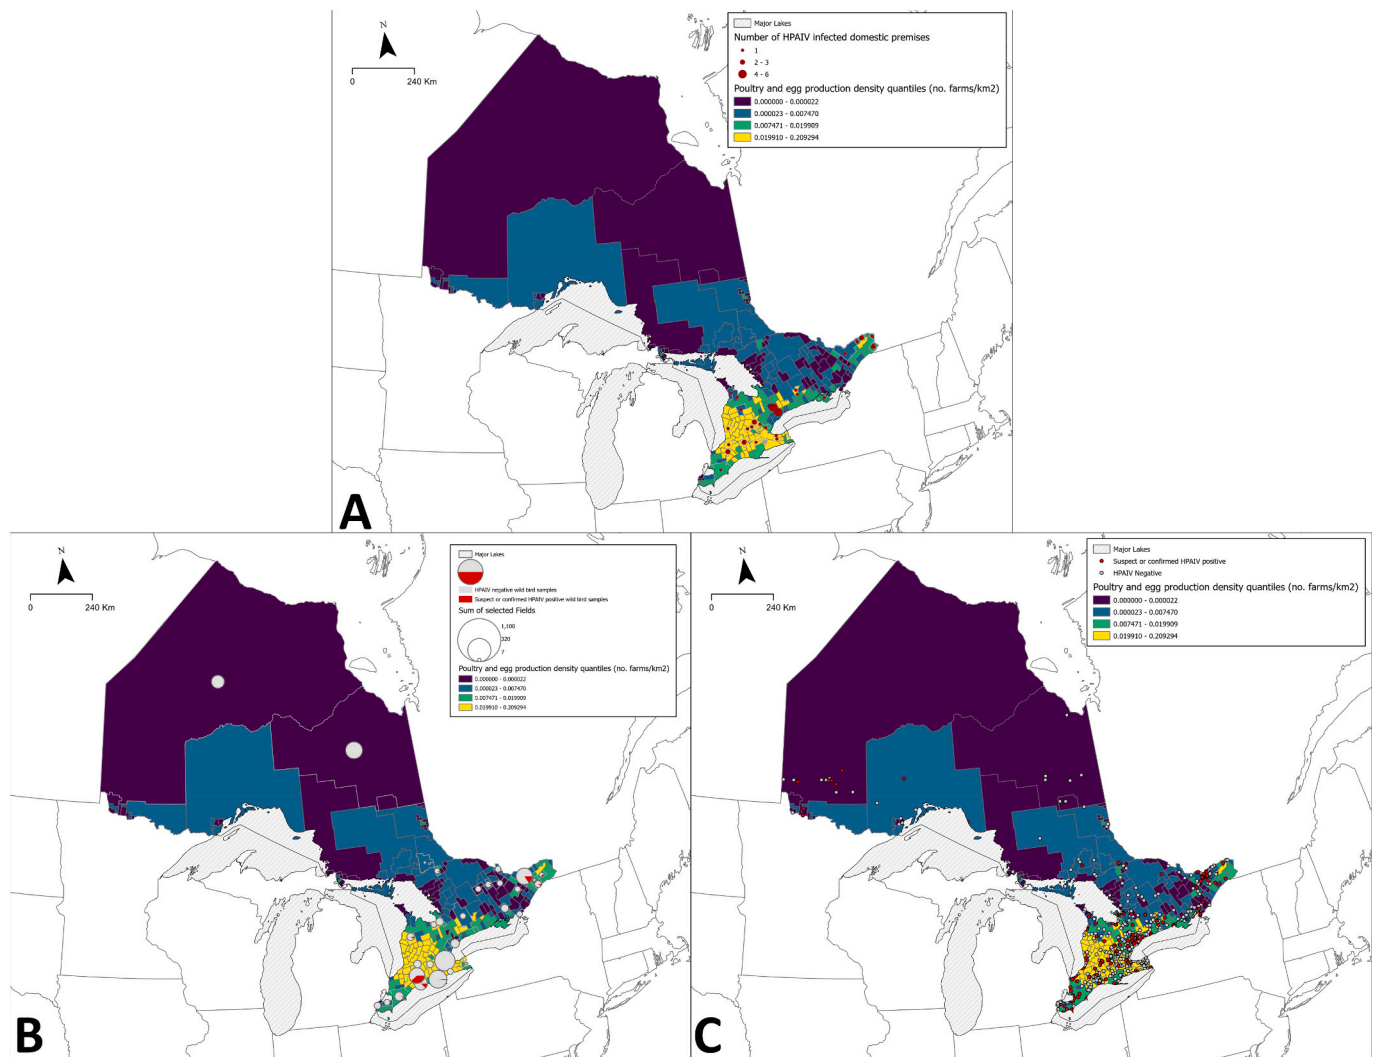 N
0 240 Km
Major Lakes
Number of HPAIV infected domestic premises
1
2 - 3
4 - 6
Poultry and egg production density quantiles (no. farms/km2)
0.000000 - 0.000022
0.000023 - 0.007470
0.007471 - 0.019909
0.019910 - 0.209294
A
N
0 240 Km
Major Lakes
HPAIV negative wild bird samples
Suspect or confirmed HPAIV positive wild bird samples
Sum of selected Fields
1,100
320
7
Poultry and egg production density quantiles (no. farms/km2)
0.000000 - 0.000022
0.000023 - 0.007470
0.007471 - 0.019909
0.019910 - 0.209294
B
N
0 240 Km
Major Lakes
Suspect or confirmed HPAIV positive
HPAIV Negative
Poultry and egg production density quantiles (no. farms/km2)
0.000000 - 0.000022
0.000023 - 0.007470
0.007471 - 0.019909
0.019910 - 0.209294
C